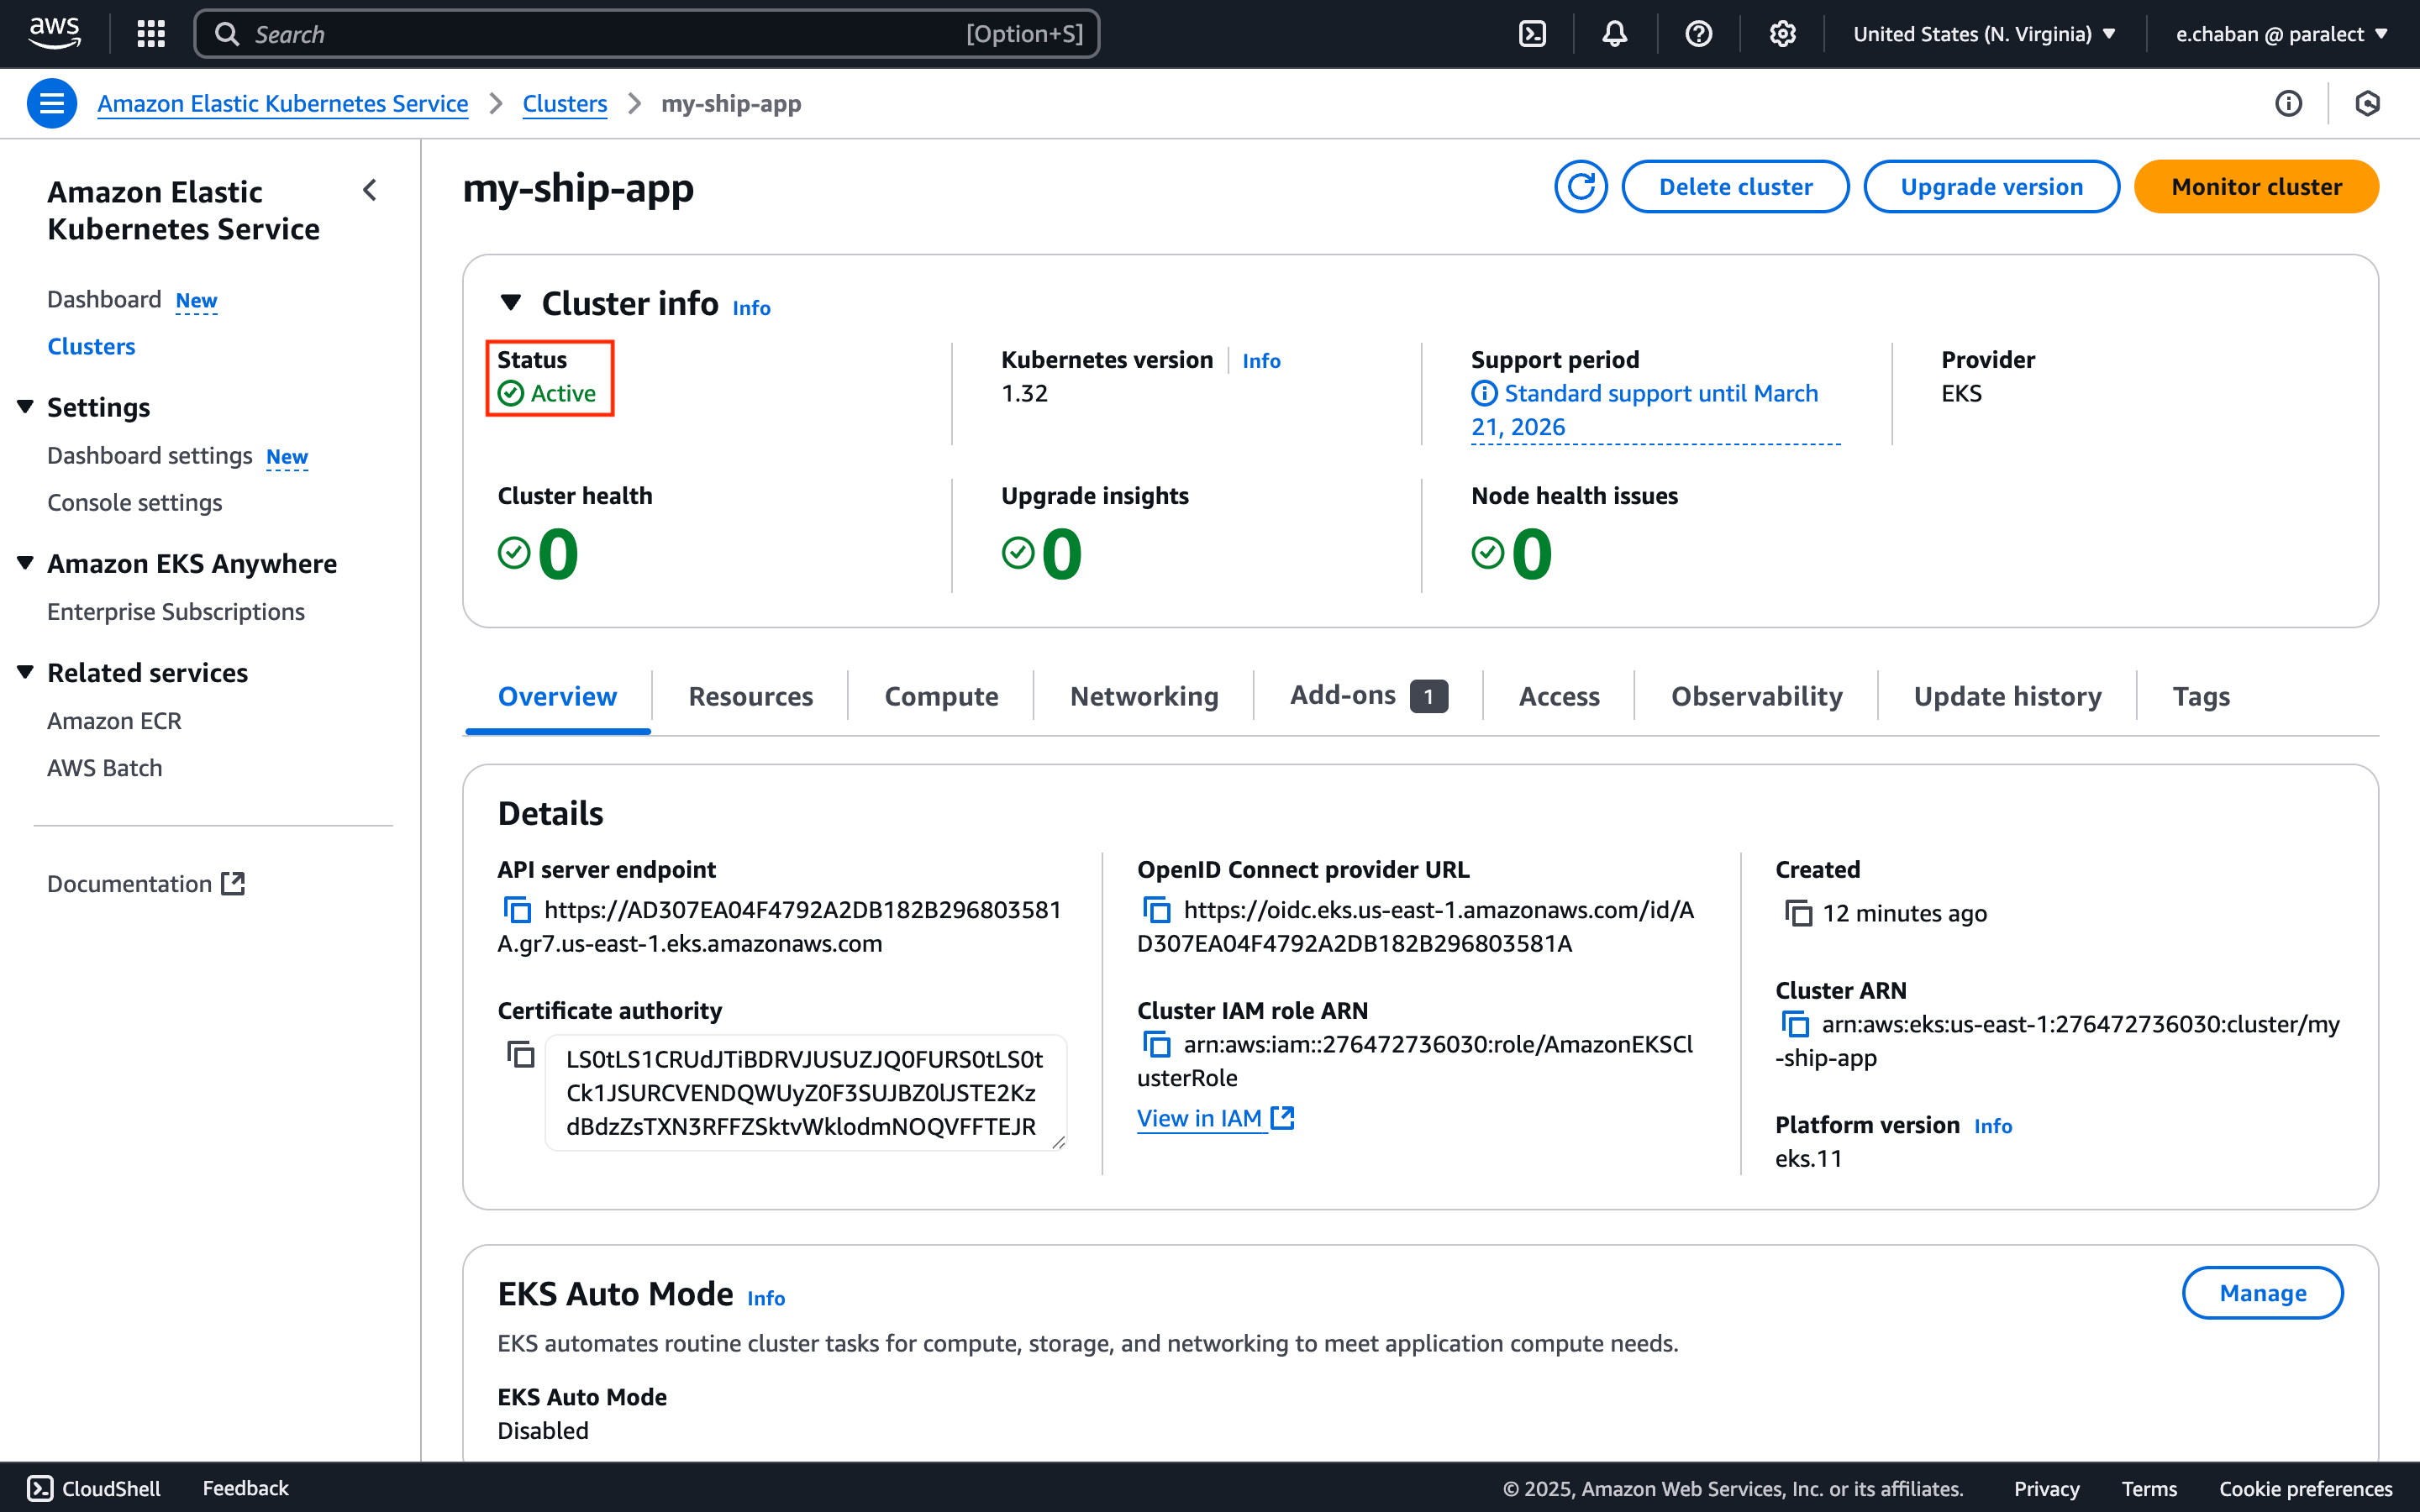 aws
Search [Option+S]
United States (N. Virginia)
e.chaban @ paralect
Amazon Elastic Kubernetes Service
Clusters
my-ship-app
Amazon Elastic
Kubernetes Service
Dashboard New
Clusters
Settings
Dashboard settings New
Console settings
Amazon EKS Anywhere
Enterprise Subscriptions
Related services
Amazon ECR
AWS Batch
Documentation
my-ship-app
Delete cluster
Upgrade version
Monitor cluster
Cluster info Info
Status
Active
Kubernetes version Info
1.32
Support period
Standard support until March
21, 2026
Provider
EKS
Cluster health
0
Upgrade insights
0
Node health issues
0
Overview
Resources
Compute
Networking
Add-ons 1
Access
Observability
Update history
Tags
Details
API server endpoint
https://AD307EA04F4792A2DB182B296803581
A.gr7.us-east-1.eks.amazonaws.com
Certificate authority
LS0tLS1CRUdJTiBDRVJUSUZJQ0FURS0tLS0t
Ck1JSURCVENDQWUyZ0F3SUJBZ0lJSTE2Kz
dBdzZsTXN3RFFZSktvWklodmNOQVFFTEJR
OpenID Connect provider URL
https://oidc.eks.us-east-1.amazonaws.com/id/A
D307EA04F4792A2DB182B296803581A
Cluster IAM role ARN
arn:aws:iam::276472736030:role/AmazonEKSCl
usterRole
View in IAM
Created
12 minutes ago
Cluster ARN
arn:aws:eks:us-east-1:276472736030:cluster/my
-ship-app
Platform version Info
eks.11
EKS Auto Mode Info
Manage
EKS automates routine cluster tasks for compute, storage, and networking to meet application compute needs.
EKS Auto Mode
Disabled
CloudShell
Feedback
© 2025, Amazon Web Services, Inc. or its affiliates.
Privacy
Terms
Cookie preferences